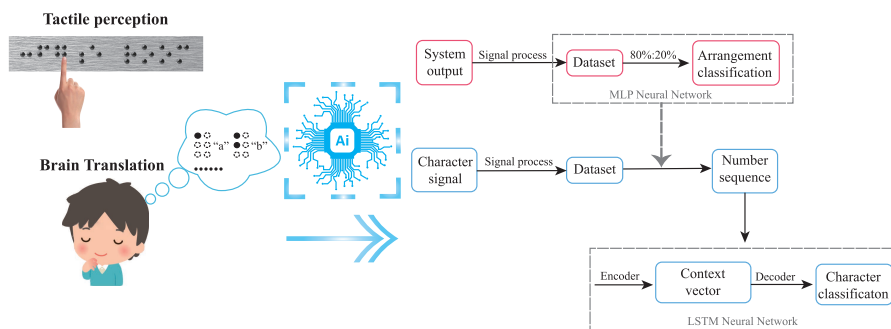 Tactile perception
Brain Translation
"a" "b"
......
Ai
System
output
Signal process
Dataset
80%:20%
Arrangement
classification
MLP Neural Network
Character
signal
Signal process
Dataset
Number
sequence
Encoder
Context
vector
Decoder
Character
classificaton
LSTM Neural Network